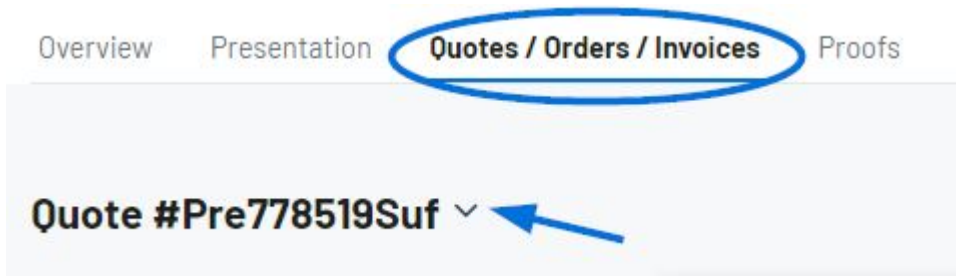 Overview Presentation Quotes / Orders / Invoices Proofs
Quote #Pre778519Suf